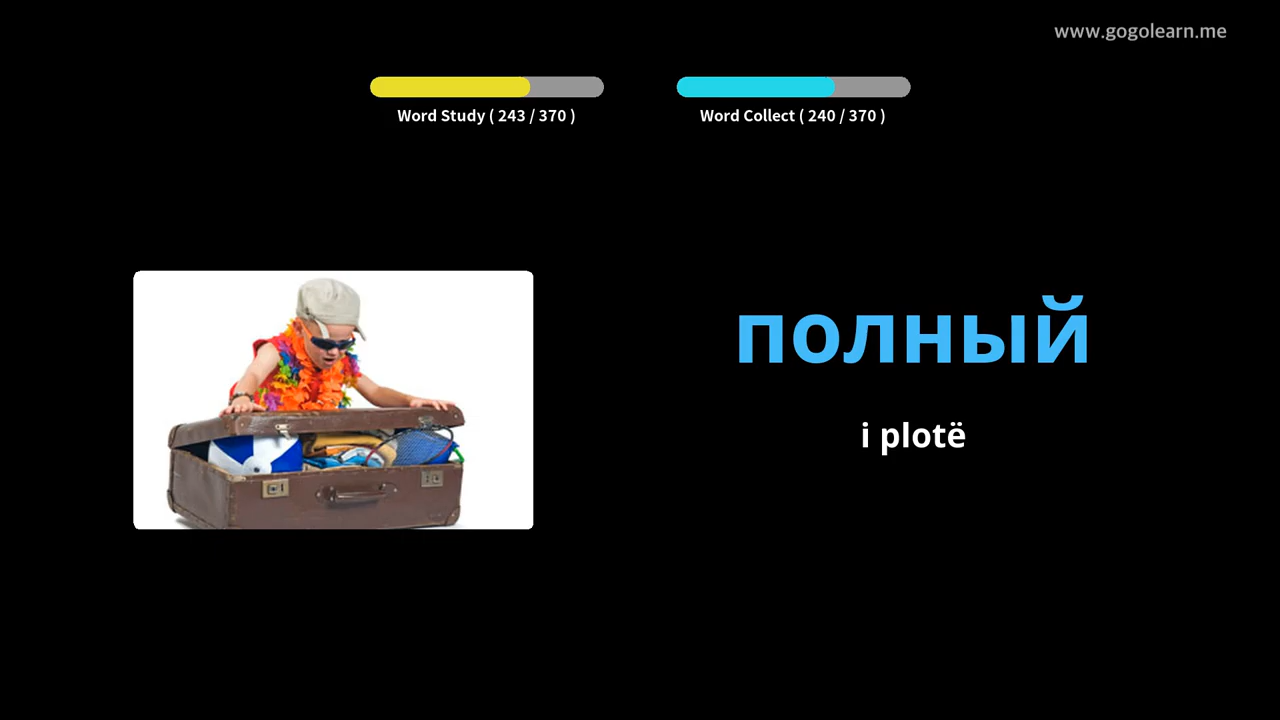 www.gogolearn.me
Word Study ( 243 / 370 )
Word Collect ( 240 / 370 )
полный
i plotë